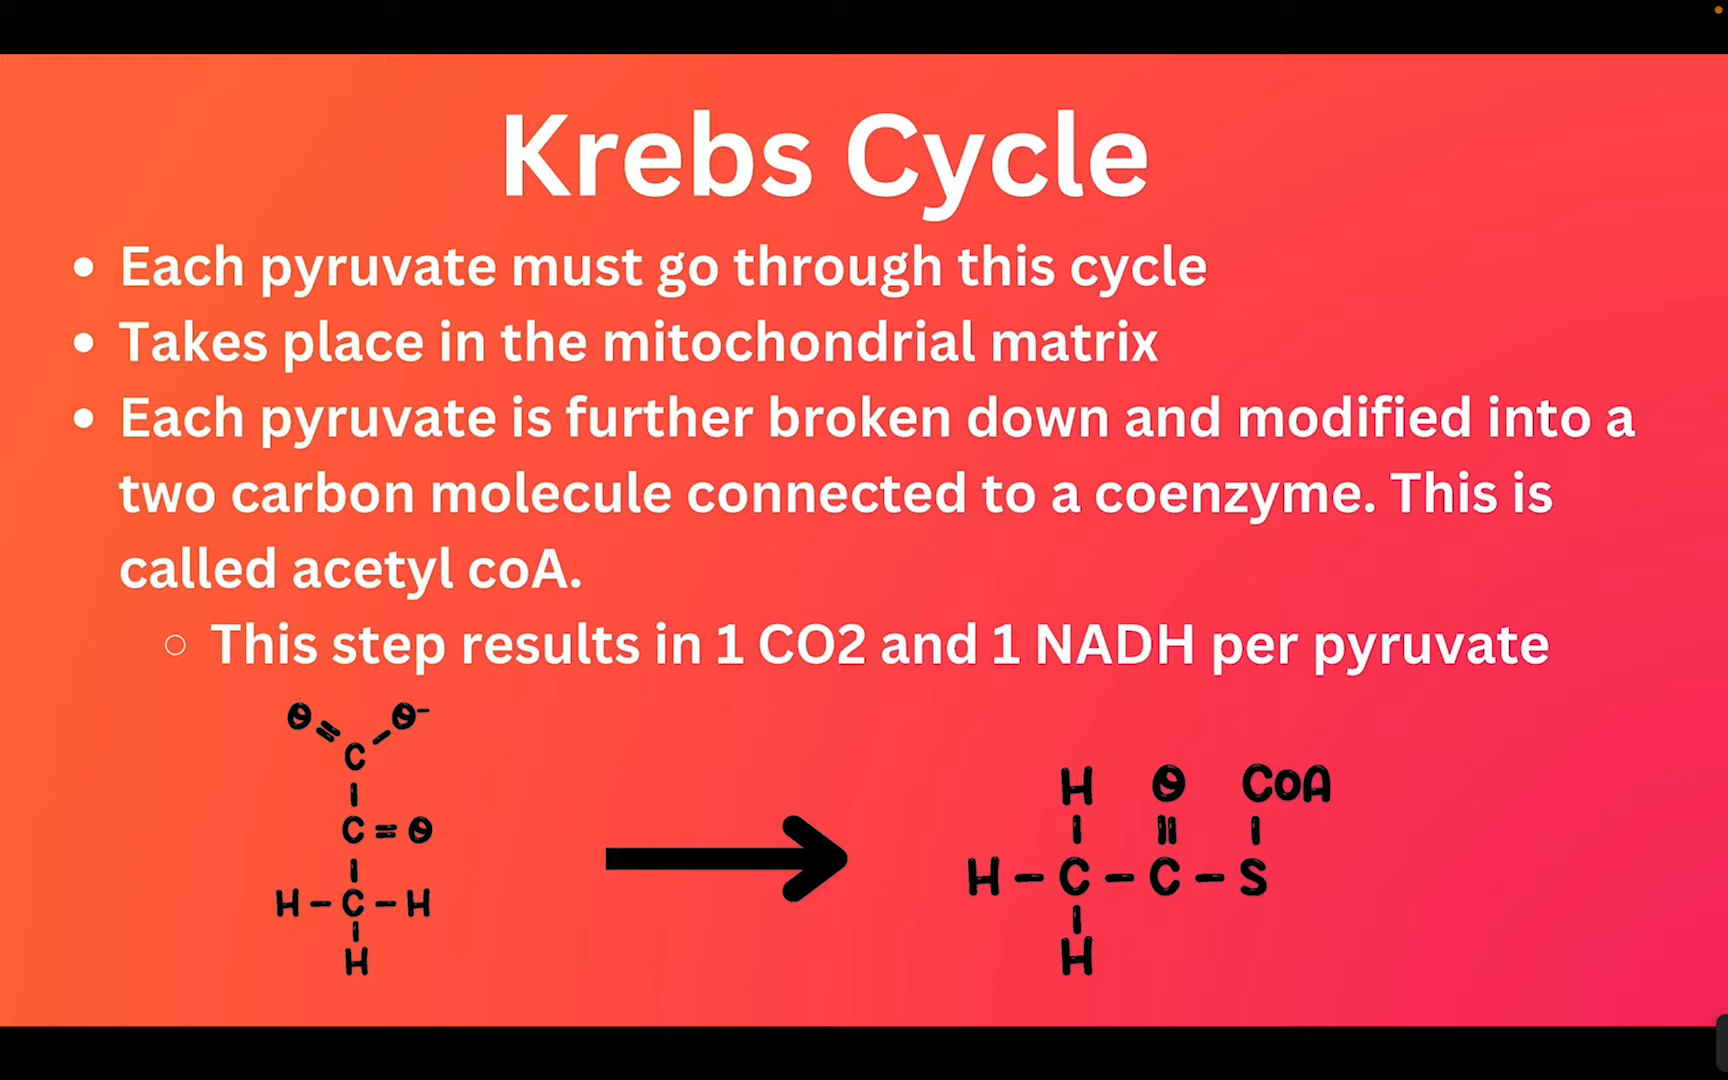 Krebs Cycle
• Each pyruvate must go through this cycle
• Takes place in the mitochondrial matrix
• Each pyruvate is further broken down and modified into a
two carbon molecule connected to a coenzyme. This is
called acetyl coA.
○ This step results in 1 CO2 and 1 NADH per pyruvate
O O-
C
C = O
H - C - H
H
H O CoA
H - C - C - S
H